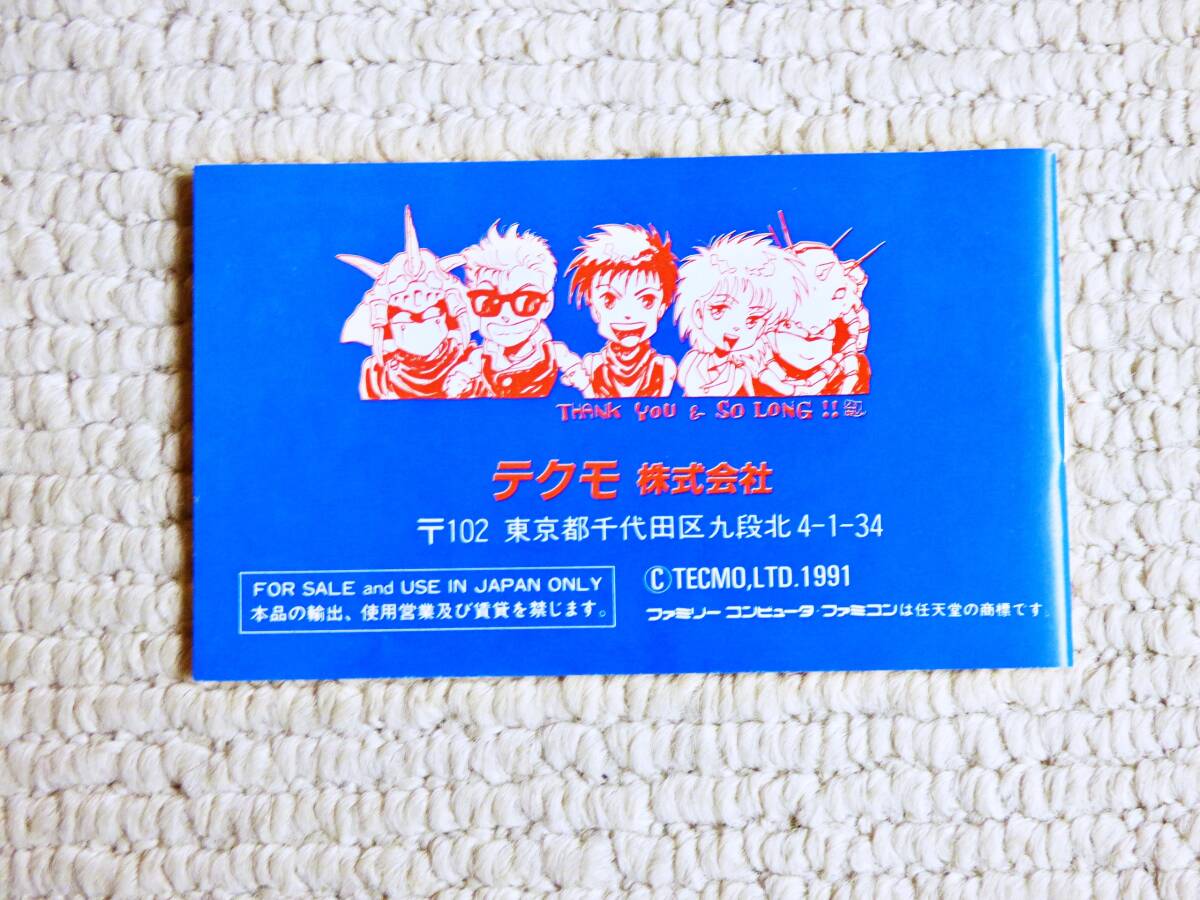 THANK YOU & SO LONG !!
テクモ 株式会社
〒102 東京都千代田区九段北4-1-34
FOR SALE and USE IN JAPAN ONLY
本品の輸出、使用営業及び賃貸を禁じます。
©TECMO,LTD.1991
ファミリー コンピュータ・ファミコンは任天堂の商標です。